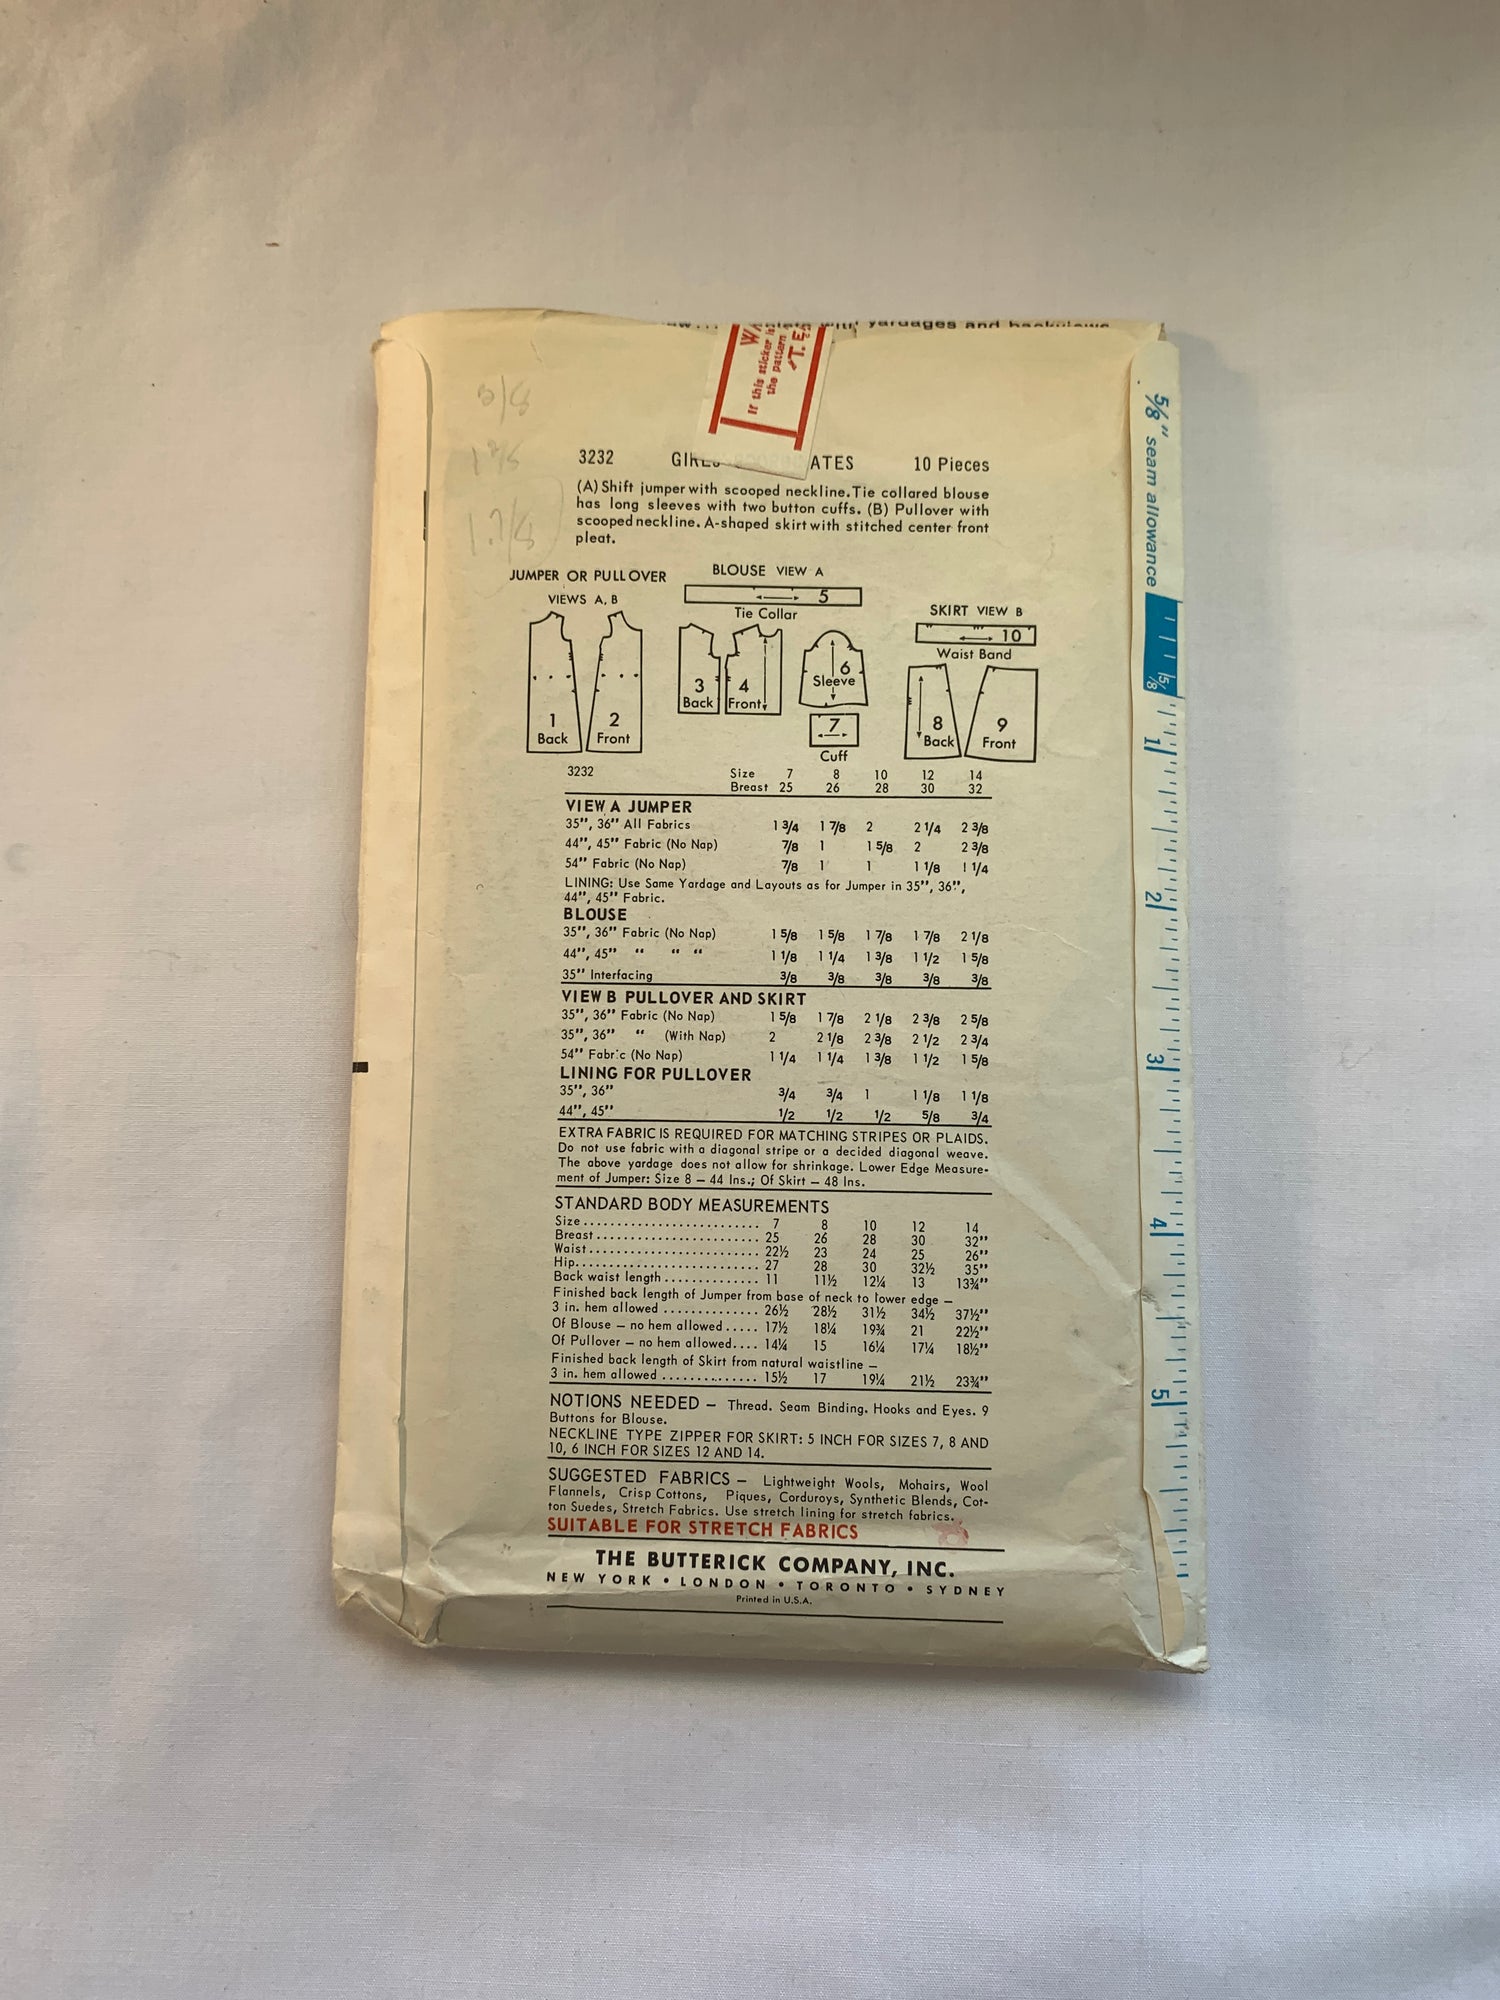 with yardages and backviews
If this sticker is
the pattern
3232 10 Pieces
(A) Shift jumper with scooped neckline. Tie collared blouse
has long sleeves with two button cuffs. (B) Pullover with
scooped neckline. A-shaped skirt with stitched center front
pleat.
JUMPER OR PULLOVER
VIEWS A, B
1
Back
2
Front
BLOUSE VIEW A
5
Tie Collar
3
Back
4
Front
6
Sleeve
7
Cuff
SKIRT VIEW B
10
Waist Band
8
Back
9
Front
3232 Size 7 8 10 12 14
Breast 25 26 28 30 32
VIEW A JUMPER
35", 36" All Fabrics 1 3/4 1 7/8 2 2 1/4 2 3/8
44", 45" Fabric (No Nap) 7/8 1 1 5/8 2 2 3/8
54" Fabric (No Nap) 7/8 1 1 1 1/8 1 1/4
LINING: Use Same Yardage and Layouts as for Jumper in 35", 36",
44", 45" Fabric.
BLOUSE
35", 36" Fabric (No Nap) 1 5/8 1 5/8 1 7/8 1 7/8 2 1/8
44", 45" " " " 1 1/8 1 1/4 1 3/8 1 1/2 1 5/8
35" Interfacing 3/8 3/8 3/8 3/8 3/8
VIEW B PULLOVER AND SKIRT
35", 36" Fabric (No Nap) 1 5/8 1 7/8 2 1/8 2 3/8 2 5/8
35", 36" " (With Nap) 2 2 1/8 2 3/8 2 1/2 2 3/4
54" Fabric (No Nap) 1 1/4 1 1/4 1 3/8 1 1/2 1 5/8
LINING FOR PULLOVER
35", 36" 3/4 3/4 1 1 1/8 1 1/8
44", 45" 1/2 1/2 1/2 5/8 3/4
EXTRA FABRIC IS REQUIRED FOR MATCHING STRIPES OR PLAIDS.
Do not use fabric with a diagonal stripe or a decided diagonal weave.
The above yardage does not allow for shrinkage. Lower Edge Measure-
ment of Jumper: Size 8 – 44 Ins.; Of Skirt – 48 Ins.
STANDARD BODY MEASUREMENTS
Size .......................... 7 8 10 12 14
Breast ........................ 25 26 28 30 32"
Waist ......................... 22½ 23 24 25 26"
Hip ........................... 27 28 30 32½ 35"
Back waist length .............. 11 11½ 12¼ 13 13¾"
Finished back length of Jumper from base of neck to lower edge –
3 in. hem allowed .............. 26½ 28½ 31½ 34½ 37½"
Of Blouse – no hem allowed ..... 17½ 18¼ 19¾ 21 22½"
Of Pullover – no hem allowed.... 14¼ 15 16¼ 17¼ 18½"
Finished back length of Skirt from natural waistline –
3 in. hem allowed .............. 15½ 17 19¼ 21½ 23¾"
NOTIONS NEEDED – Thread. Seam Binding. Hooks and Eyes. 9
Buttons for Blouse.
NECKLINE TYPE ZIPPER FOR SKIRT: 5 INCH FOR SIZES 7, 8 AND
10, 6 INCH FOR SIZES 12 AND 14.
SUGGESTED FABRICS – Lightweight Wools, Mohairs, Wool
Flannels, Crisp Cottons, Piques, Corduroys, Synthetic Blends, Cot-
ton Suedes, Stretch Fabrics. Use stretch lining for stretch fabrics.
SUITABLE FOR STRETCH FABRICS
THE BUTTERICK COMPANY, INC.
NEW YORK • LONDON • TORONTO • SYDNEY
Printed in U.S.A.
5/8" seam allowance
5/8
1
2
3
4
5